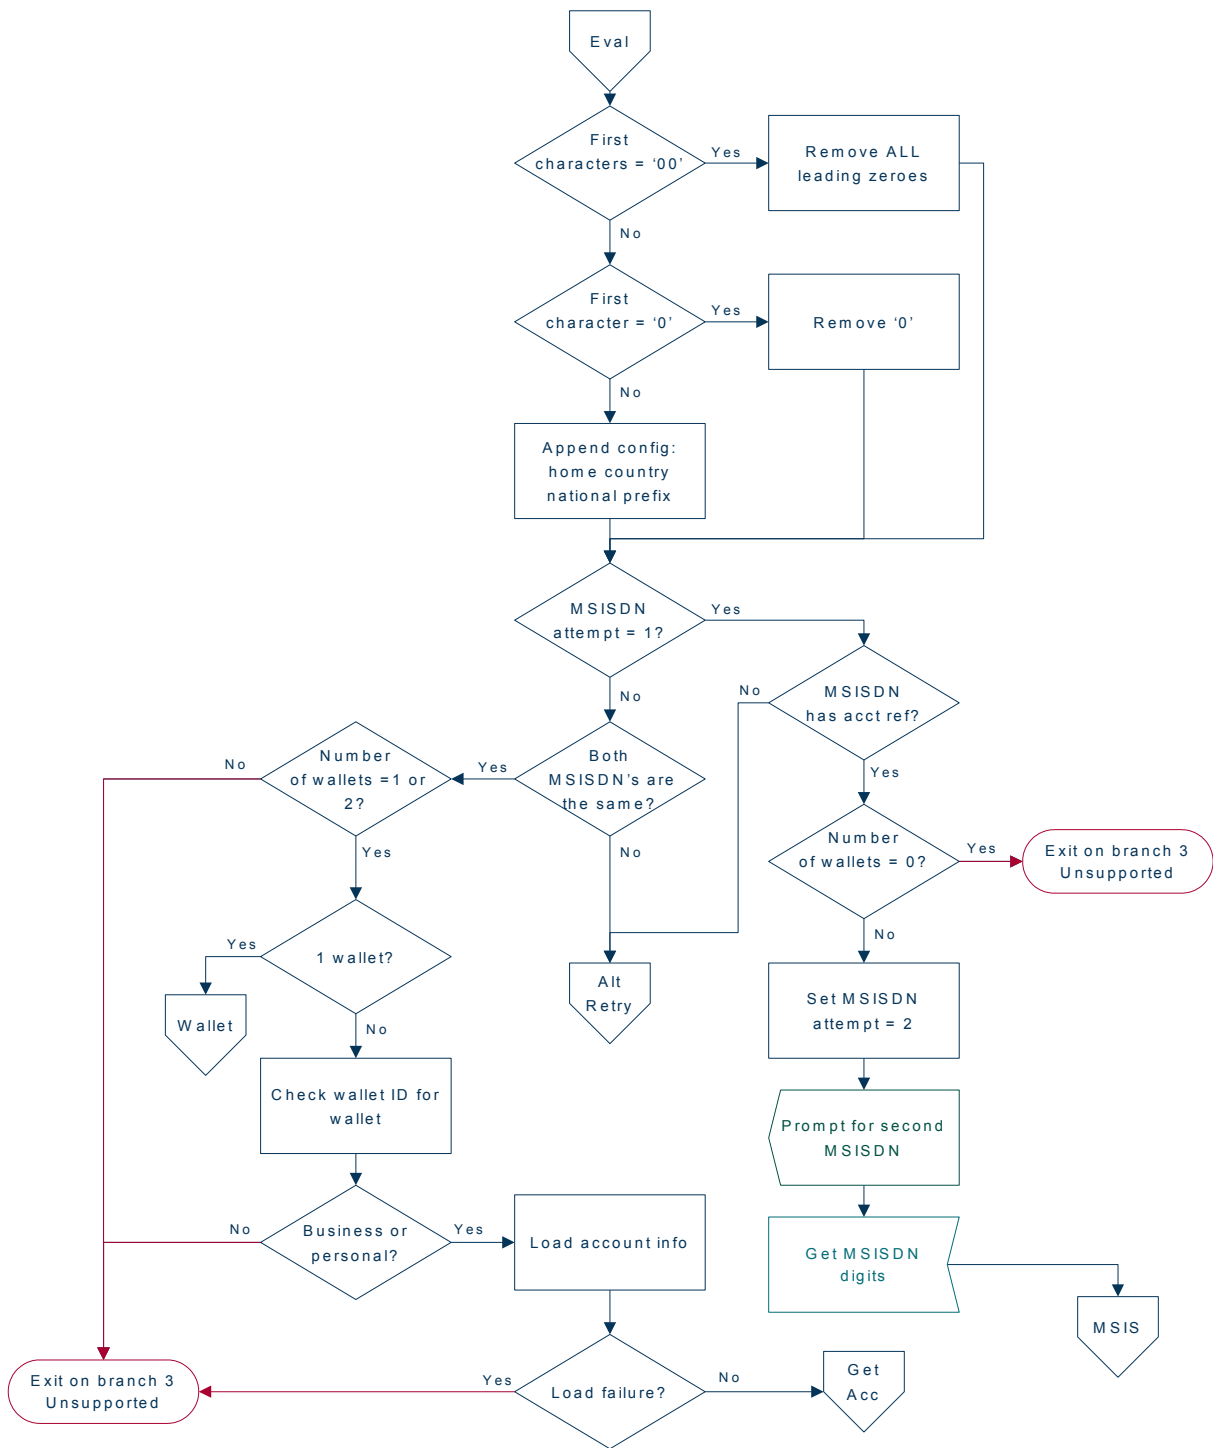 Eval
First
characters = ‘00’
Yes
Remove ALL
leading zeroes
No
First
character = ‘0’
Yes
Remove ‘0’
No
Append config:
home country
national prefix
MSISDN
attempt = 1?
Yes
No
MSISDN
has acct ref?
No
Yes
Both
MSISDN’s are
the same?
Yes
No
Number
of wallets =1 or
2?
No
Yes
Number
of wallets = 0?
Yes
Exit on branch 3
Unsupported
No
1 wallet?
Yes
Wallet
No
Alt
Retry
Set MSISDN
attempt = 2
Check wallet ID for
wallet
Prompt for second
MSISDN
Business or
personal?
No
Yes
Load account info
Get MSISDN
digits
MSIS
Load failure?
Yes
Exit on branch 3
Unsupported
No
Get
Acc